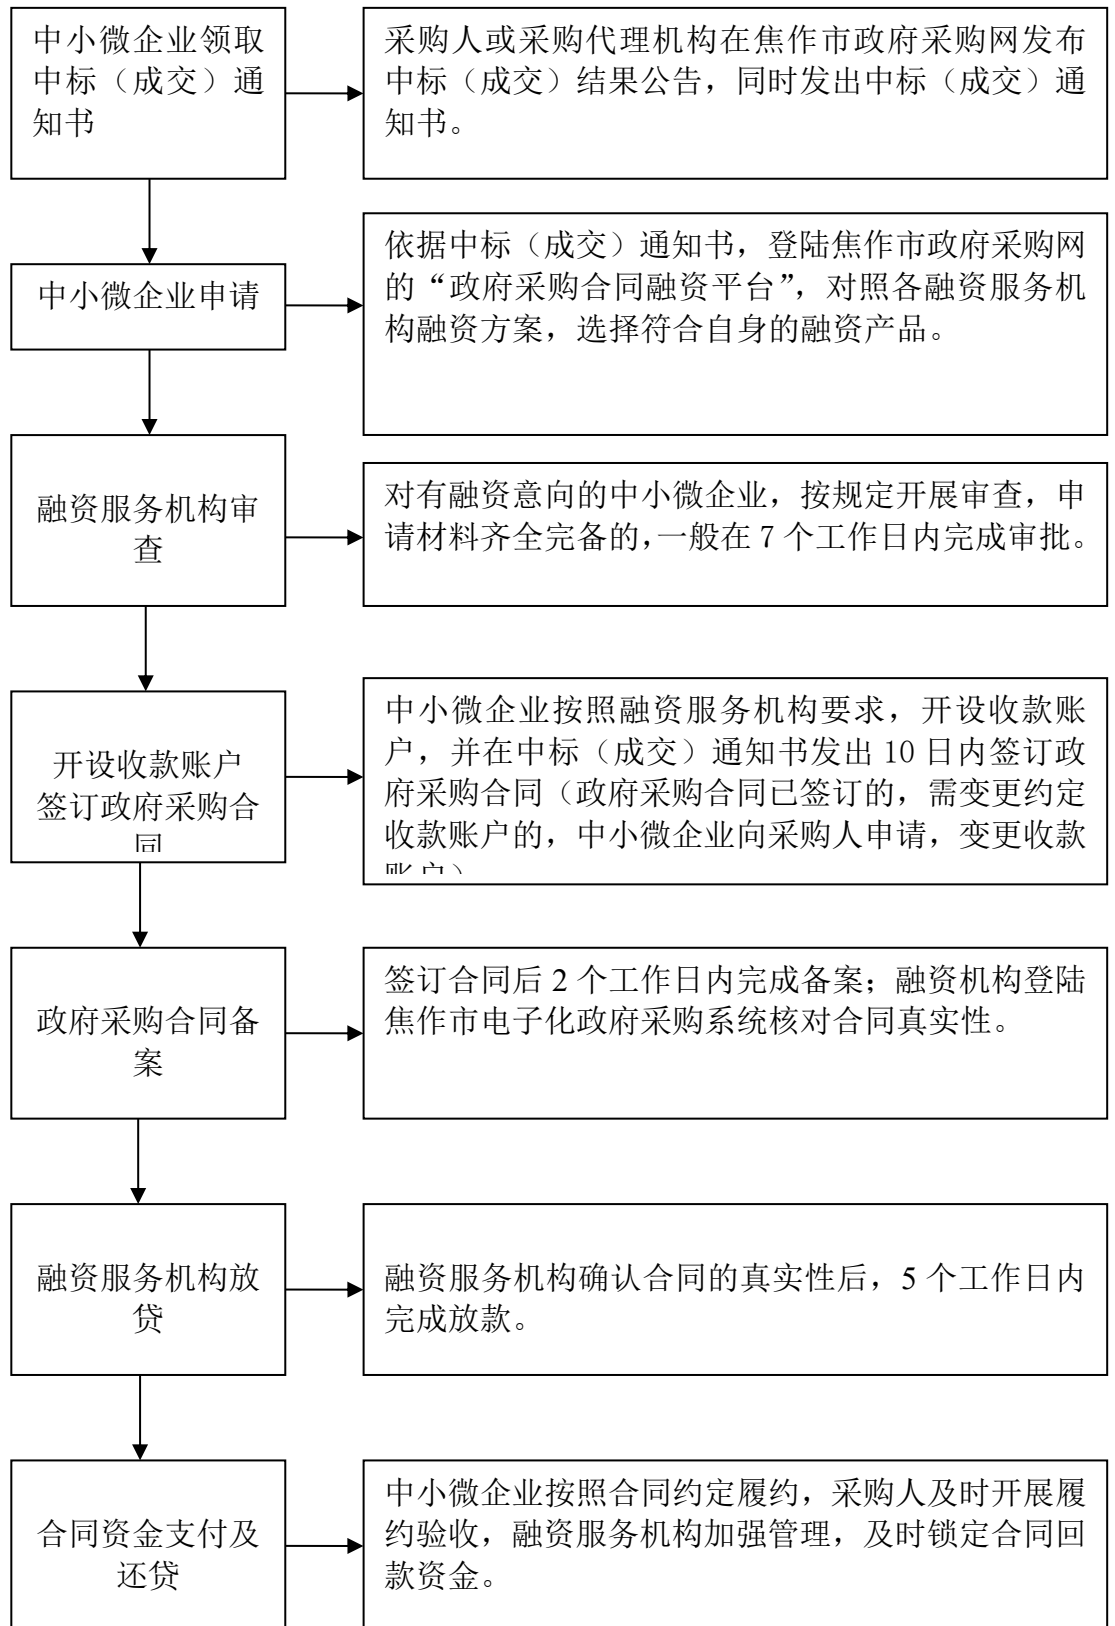 中小微企业领取
中标（成交）通
知书
采购人或采购代理机构在焦作市政府采购网发布
中标（成交）结果公告，同时发出中标（成交）通
知书。
中小微企业申请
依据中标（成交）通知书，登陆焦作市政府采购网
的“政府采购合同融资平台”，对照各融资服务机
构融资方案，选择符合自身的融资产品。
融资服务机构审
查
对有融资意向的中小微企业，按规定开展审查，申
请材料齐全完备的，一般在 7 个工作日内完成审批。
开设收款账户
签订政府采购合
同
中小微企业按照融资服务机构要求，开设收款账
户，并在中标（成交）通知书发出 10 日内签订政
府采购合同（政府采购合同已签订的，需变更约定
收款账户的，中小微企业向采购人申请，变更收款
账户）
政府采购合同备
案
签订合同后 2 个工作日内完成备案；融资机构登陆
焦作市电子化政府采购系统核对合同真实性。
融资服务机构放
贷
融资服务机构确认合同的真实性后，5 个工作日内
完成放款。
合同资金支付及
还贷
中小微企业按照合同约定履约，采购人及时开展履
约验收，融资服务机构加强管理，及时锁定合同回
款资金。